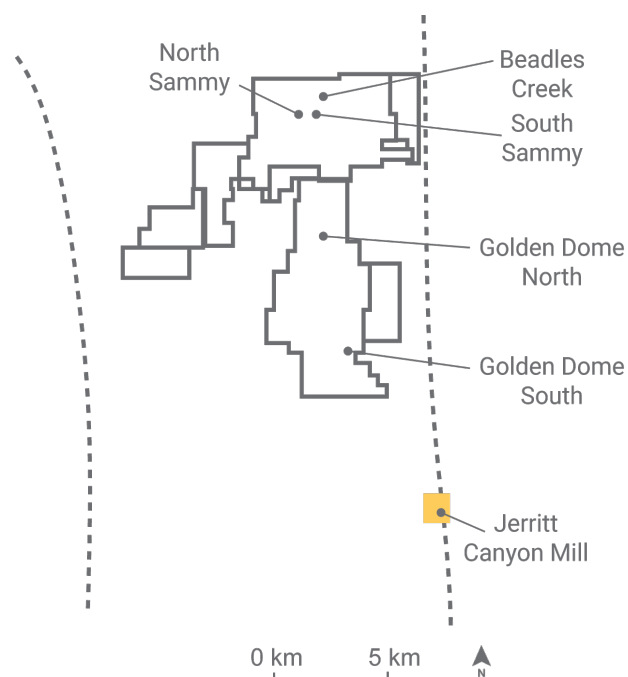 North
Sammy
Beadles
Creek
South
Sammy
Golden Dome
North
Golden Dome
South
Jerritt
Canyon Mill
0 km
5 km
N